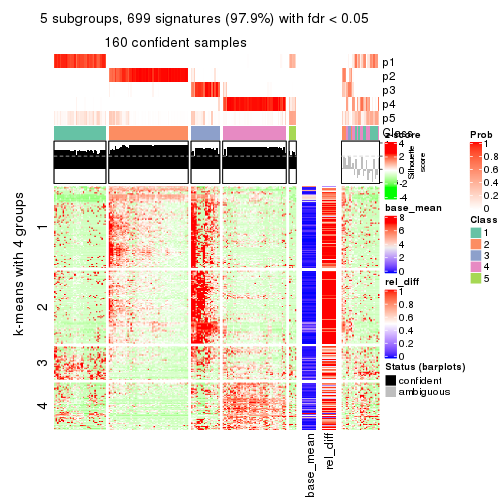 5 subgroups, 699 signatures (97.9%) with fdr < 0.05
160 confident samples
p1
p2
p3
p4
p5
Class
Silhouette
score
k-means with 4 groups
1
2
3
4
base_mean
rel_diff
z-score
4
2
0
-2
-4
base_mean
8
6
4
2
0
rel_diff
1
0.8
0.6
0.4
0.2
0
Status (barplots)
confident
ambiguous
Prob
1
0.8
0.6
0.4
0.2
0
Class
1
2
3
4
5